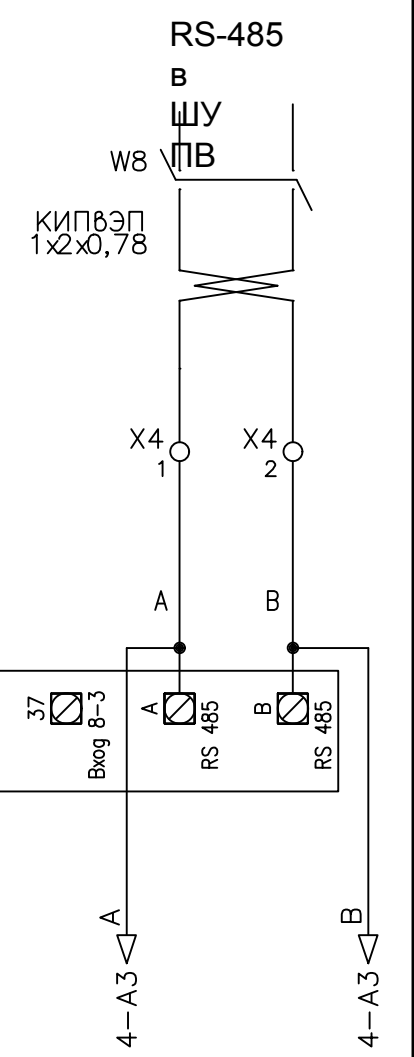 RS-485
в
ШУ
ПВ
W8
КИПвЭП
1x2x0,78
X4
1
X4
2
A
B
37
Вход 8-3
A
RS 485
B
RS 485
A
B
4-A3
4-A3